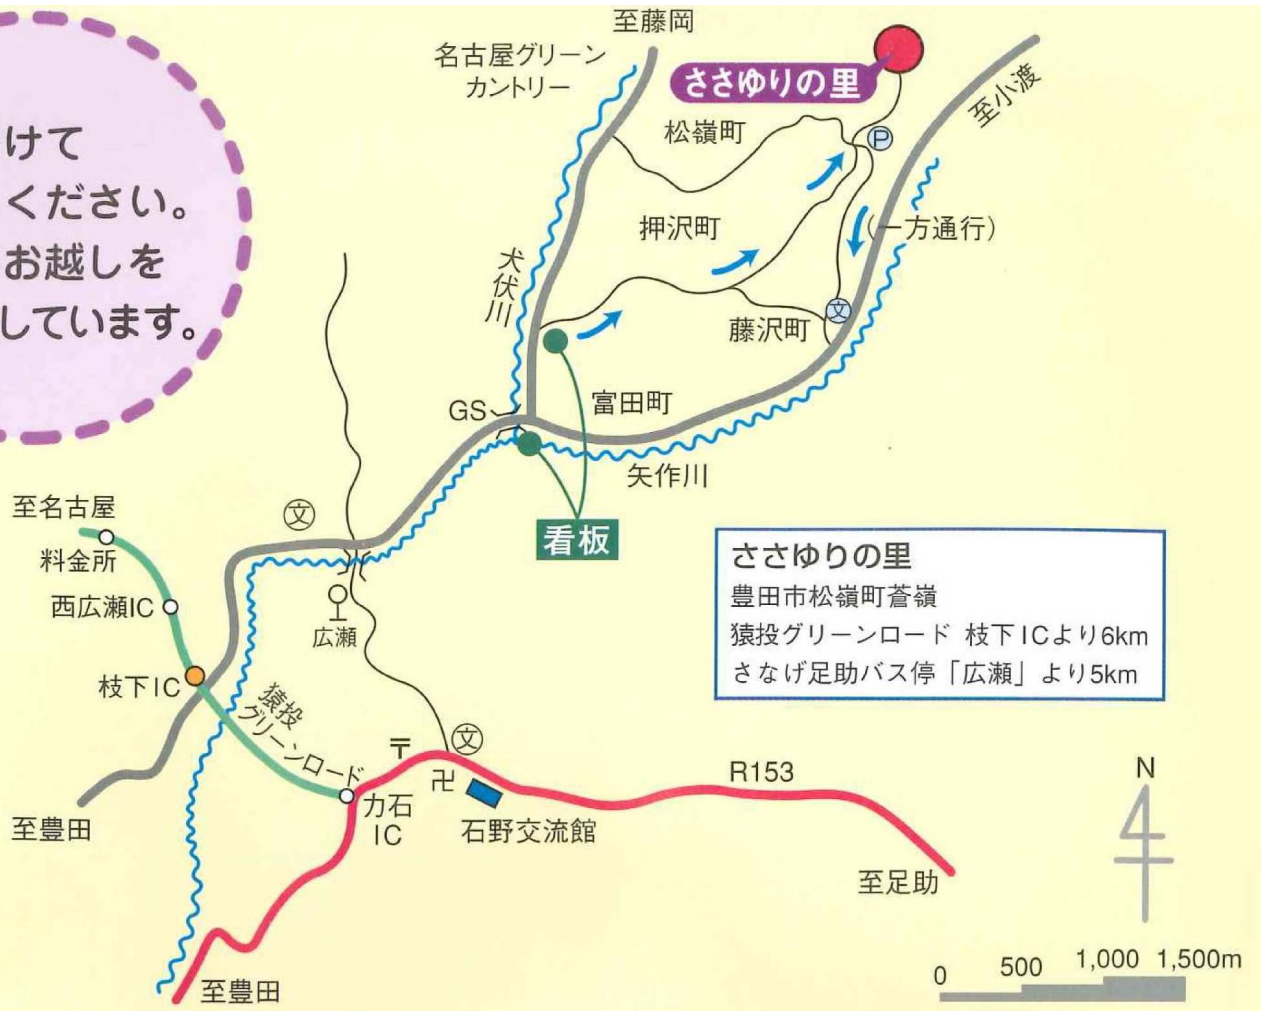 けて
ください。
お越しを
しています。
至藤岡
名古屋グリーン
カントリー
ささゆりの里
至小渡
松嶺町
P
押沢町
(一方通行)
犬伏川
文
藤沢町
GS
富田町
矢作川
看板
至名古屋
文
料金所
西広瀬IC
広瀬
枝下IC
猿投
グリーンロード
ささゆりの里
豊田市松嶺町蒼嶺
猿投グリーンロード 枝下ICより6km
さなげ足助バス停「広瀬」より5km
〒
文
卍
力石
IC
石野交流館
R153
至豊田
至足助
至豊田
N
0 500 1,000 1,500m